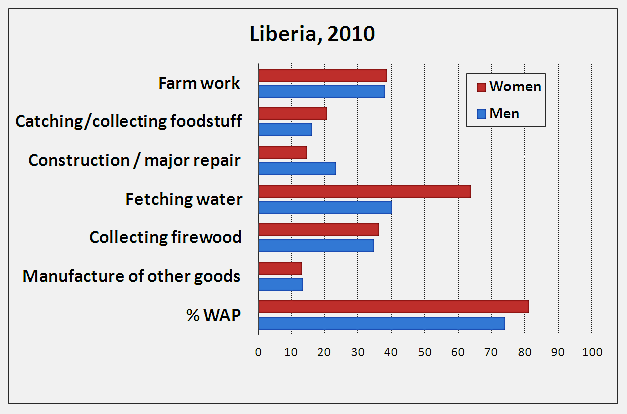 Liberia, 2010
Women
Men
Farm work
Catching/collecting foodstuff
Construction / major repair
Fetching water
Collecting firewood
Manufacture of other goods
% WAP
0 10 20 30 40 50 60 70 80 90 100